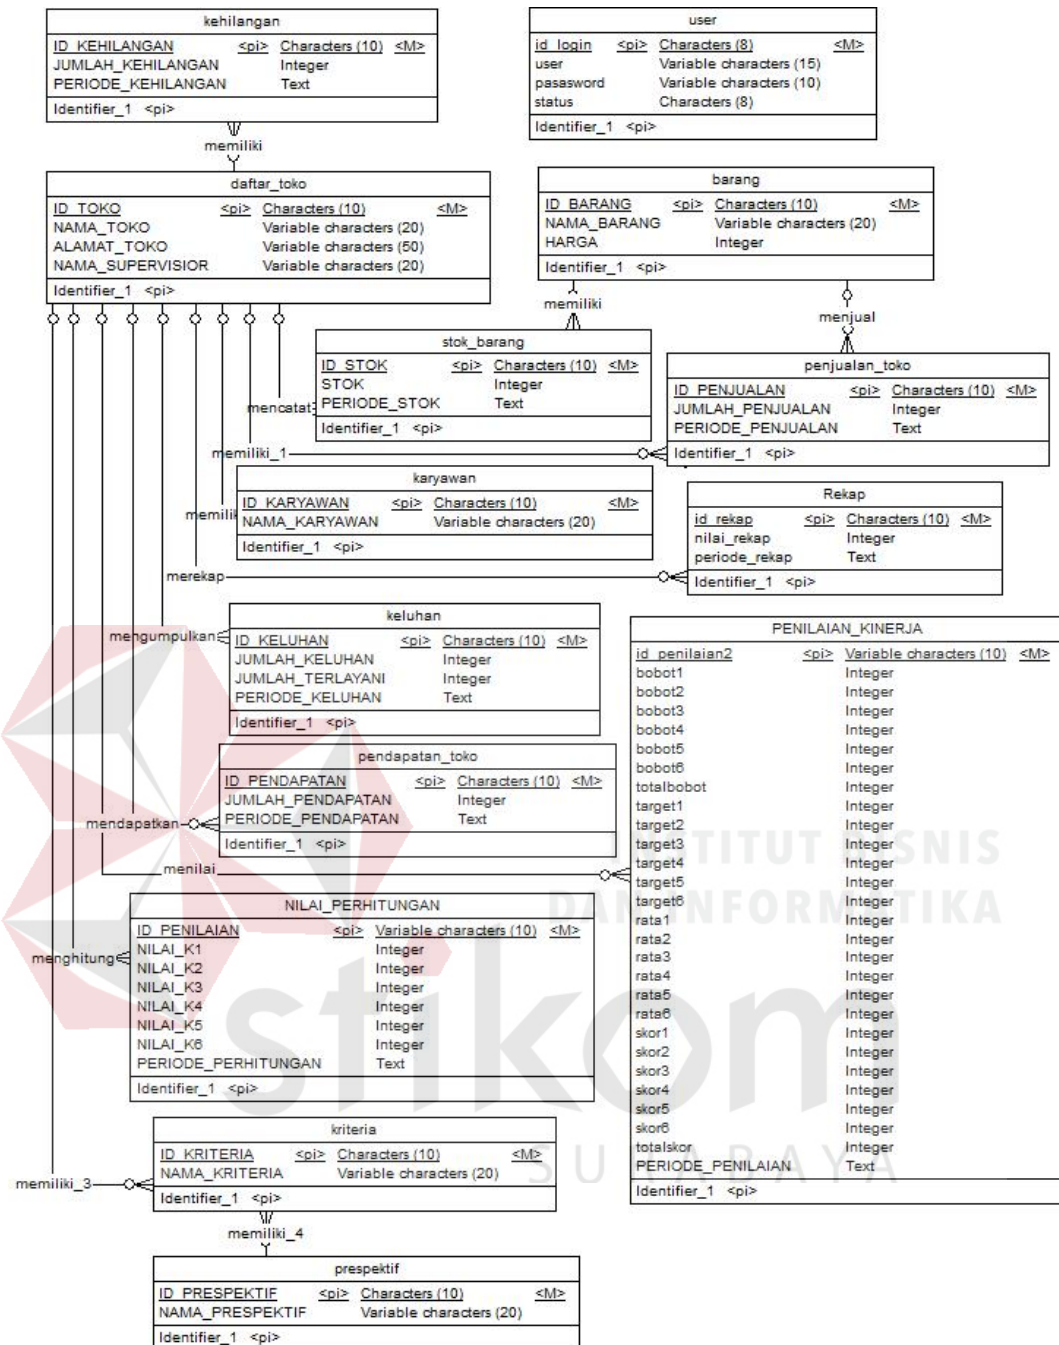 kehilangan
ID_KEHILANGAN <pi> Characters (10) <M>
JUMLAH_KEHILANGAN Integer
PERIODE_KEHILANGAN Text
Identifier_1 <pi>
user
id_login <pi> Characters (8) <M>
user Variable characters (15)
pasasword Variable characters (10)
status Characters (8)
Identifier_1 <pi>
memiliki
daftar_toko
ID_TOKO <pi> Characters (10) <M>
NAMA_TOKO Variable characters (20)
ALAMAT_TOKO Variable characters (50)
NAMA_SUPERVISIOR Variable characters (20)
Identifier_1 <pi>
barang
ID_BARANG <pi> Characters (10) <M>
NAMA_BARANG Variable characters (20)
HARGA Integer
Identifier_1 <pi>
memiliki
menjual
stok_barang
ID_STOK <pi> Characters (10) <M>
STOK Integer
PERIODE_STOK Text
Identifier_1 <pi>
mencatat
penjualan_toko
ID_PENJUALAN <pi> Characters (10) <M>
JUMLAH_PENJUALAN Integer
PERIODE_PENJUALAN Text
Identifier_1 <pi>
memiliki_1
karyawan
ID_KARYAWAN <pi> Characters (10) <M>
NAMA_KARYAWAN Variable characters (20)
Identifier_1 <pi>
memilik
Rekap
id_rekap <pi> Characters (10) <M>
nilai_rekap Integer
periode_rekap Text
Identifier_1 <pi>
merekap
keluhan
ID_KELUHAN <pi> Characters (10) <M>
JUMLAH_KELUHAN Integer
JUMLAH_TERLAYANI Integer
PERIODE_KELUHAN Text
Identifier_1 <pi>
mengumpulkan
PENILAIAN_KINERJA
id_penilaian2 <pi> Variable characters (10) <M>
bobot1 Integer
bobot2 Integer
bobot3 Integer
bobot4 Integer
bobot5 Integer
bobot6 Integer
totalbobot Integer
target1 Integer
target2 Integer
target3 Integer
target4 Integer
target5 Integer
target6 Integer
rata1 Integer
rata2 Integer
rata3 Integer
rata4 Integer
rata5 Integer
rata6 Integer
skor1 Integer
skor2 Integer
skor3 Integer
skor4 Integer
skor5 Integer
skor6 Integer
totalskor Integer
PERIODE_PENILAIAN Text
Identifier_1 <pi>
pendapatan_toko
ID_PENDAPATAN <pi> Characters (10) <M>
JUMLAH_PENDAPATAN Integer
PERIODE_PENDAPATAN Text
Identifier_1 <pi>
mendapatkan
menilai
NILAI_PERHITUNGAN
ID_PENILAIAN <pi> Variable characters (10) <M>
NILAI_K1 Integer
NILAI_K2 Integer
NILAI_K3 Integer
NILAI_K4 Integer
NILAI_K5 Integer
NILAI_K6 Integer
PERIODE_PERHITUNGAN Text
Identifier_1 <pi>
menghitung
kriteria
ID_KRITERIA <pi> Characters (10) <M>
NAMA_KRITERIA Variable characters (20)
Identifier_1 <pi>
memiliki_3
memiliki_4
prespektif
ID_PRESPEKTIF <pi> Characters (10) <M>
NAMA_PRESPEKTIF Variable characters (20)
Identifier_1 <pi>
INSTITUT BISNIS
DAN INFORMATIKA
stikom
SURABAYA